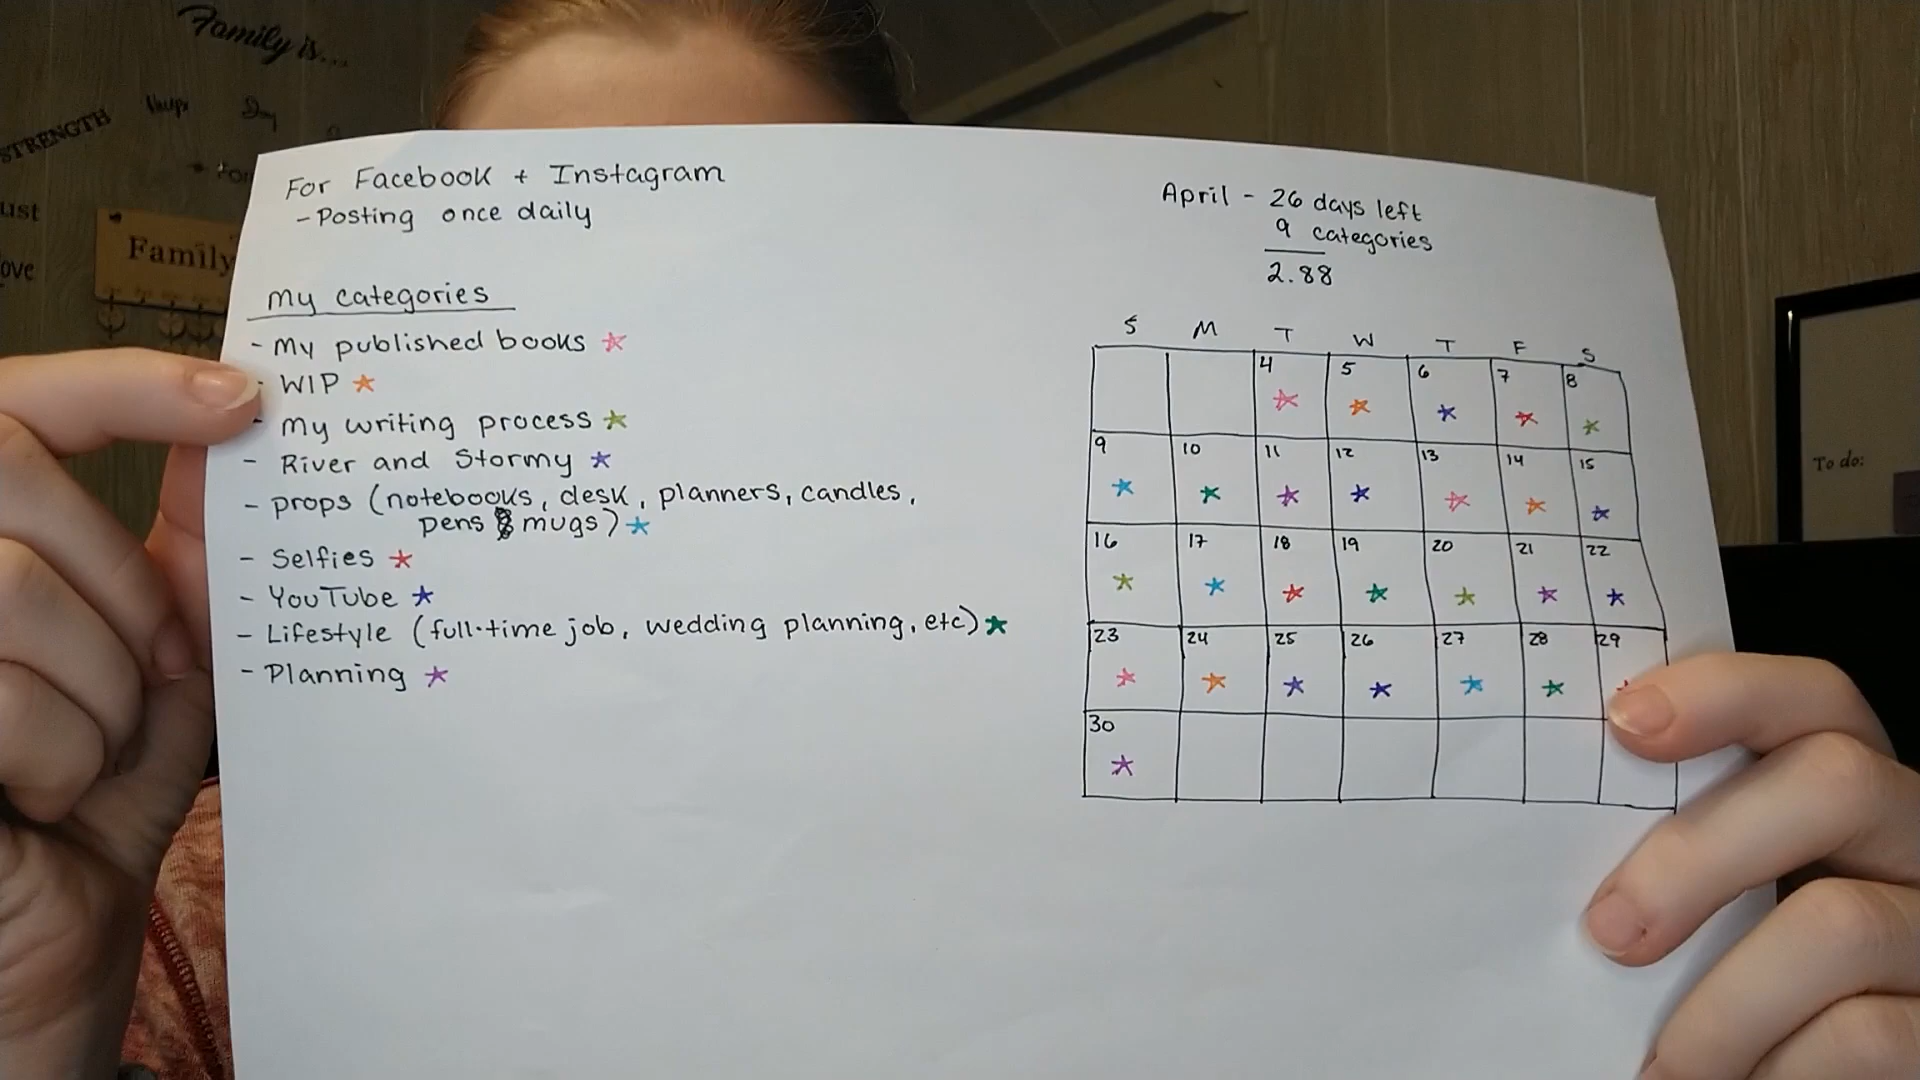 Family is...
STRENGTH
Family
For Facebook + Instagram
- Posting once daily
My categories
- My published books
- WIP
- My writing process
- River and Stormy
- props (notebooks, desk, planners, candles,
pens & mugs)
- Selfies
- YouTube
- Lifestyle (full-time job, wedding planning, etc)
- Planning
April - 26 days left
9 categories
2.88
S M T W T F S
4 5 6 7 8
9 10 11 12 13 14 15
16 17 18 19 20 21 22
23 24 25 26 27 28 29
30
To do: